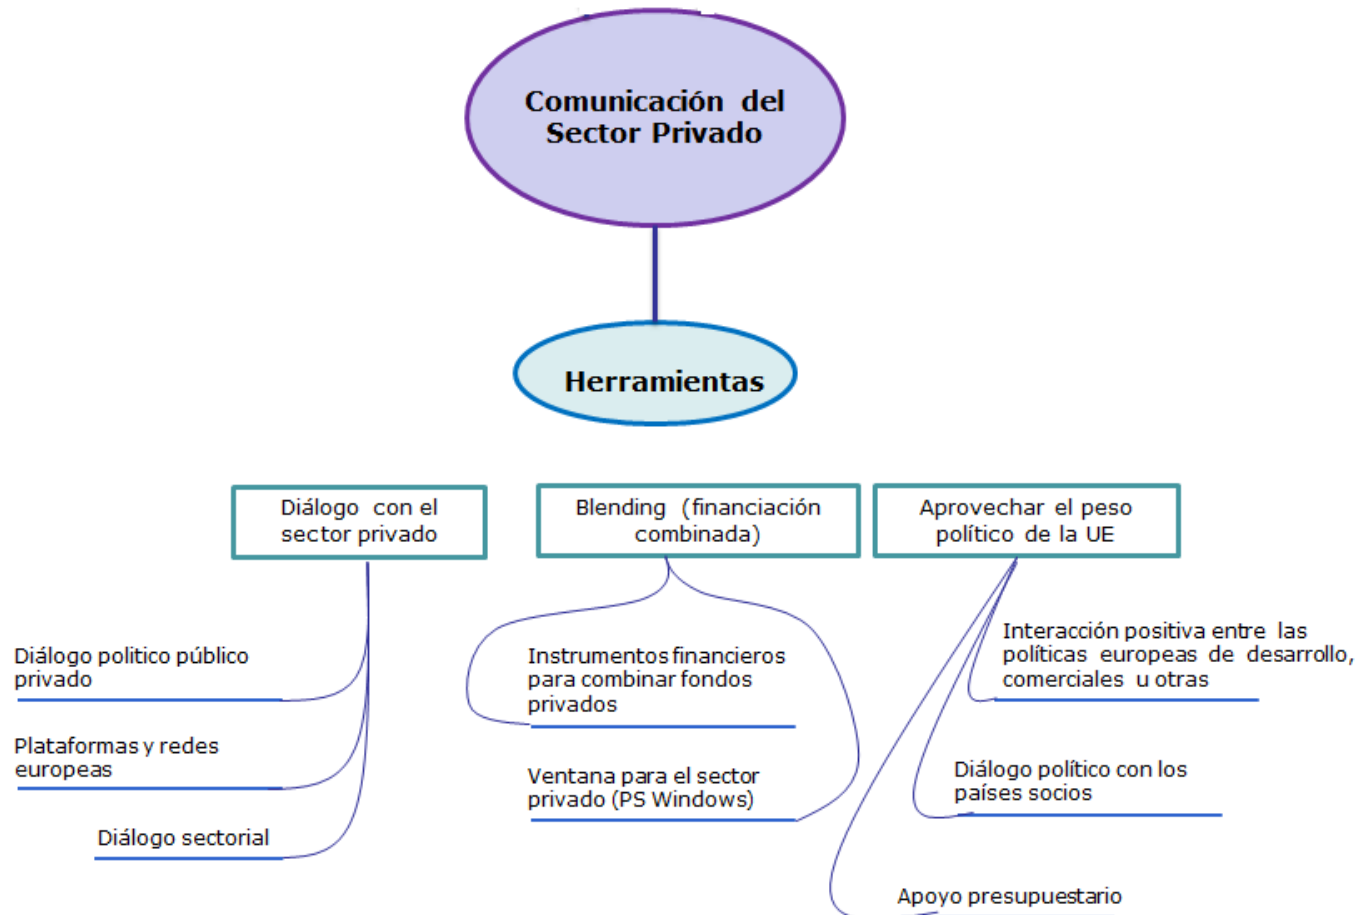 Comunicación del
Sector Privado
Herramientas
Diálogo con el
sector privado
Blending (financiación
combinada)
Aprovechar el peso
político de la UE
Diálogo politico público
privado
Plataformas y redes
europeas
Diálogo sectorial
Instrumentos financieros
para combinar fondos
privados
Ventana para el sector
privado (PS Windows)
Interacción positiva entre las
políticas europeas de desarrollo,
comerciales u otras
Diálogo político con los
países socios
Apoyo presupuestario